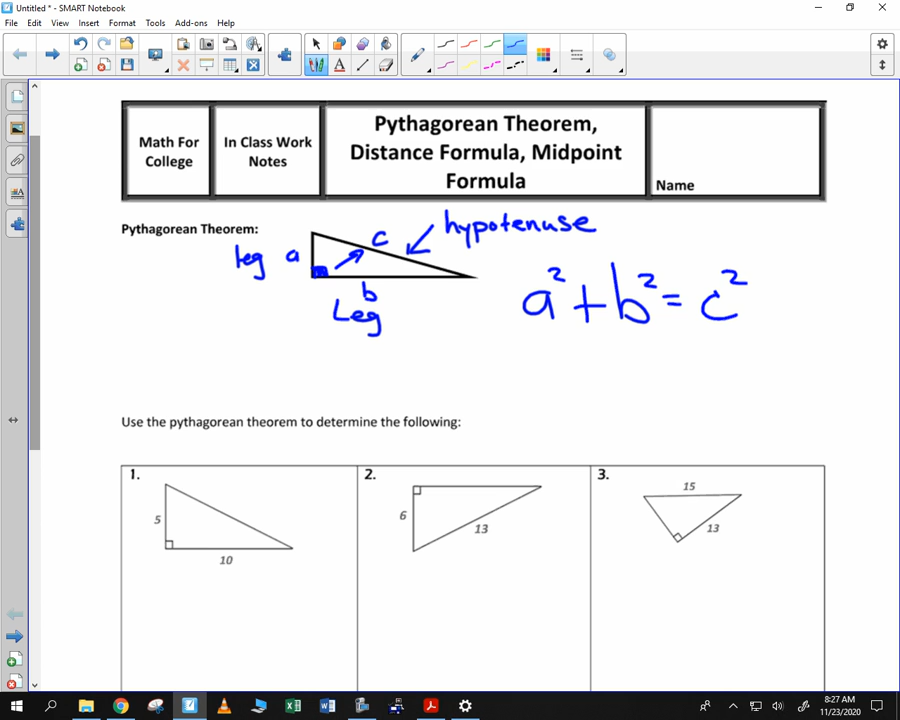 Untitled * - SMART Notebook
File Edit View Insert Format Tools Add-ons Help
Math For College
In Class Work Notes
Pythagorean Theorem,
Distance Formula, Midpoint
Formula
Name
Pythagorean Theorem:
leg a
c
hypotenuse
b
Leg
a² + b² = c²
Use the pythagorean theorem to determine the following:
1.
5
10
2.
6
13
3.
15
13
8:27 AM
11/23/2020